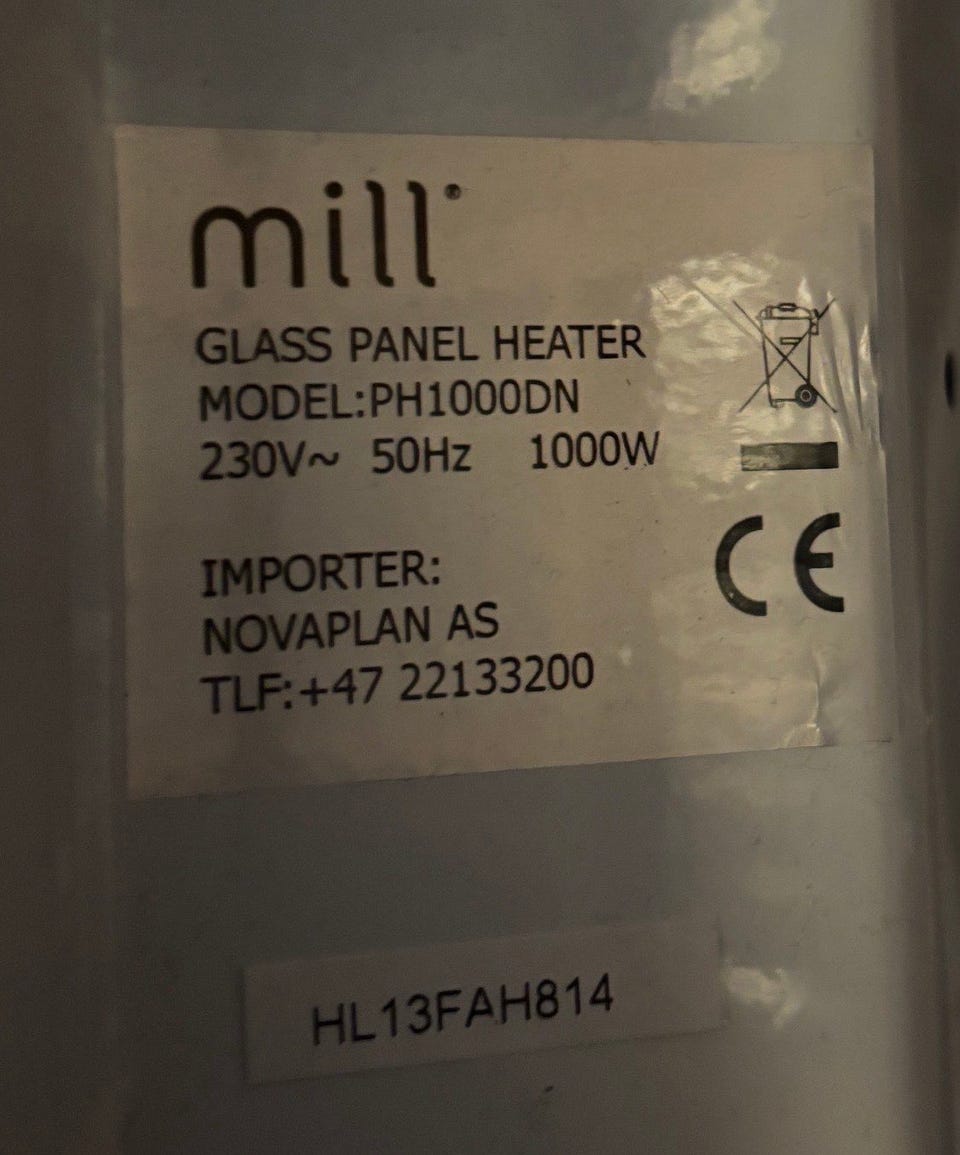 mill®
GLASS PANEL HEATER
MODEL:PH1000DN
230V~ 50Hz 1000W
IMPORTER:
NOVAPLAN AS
TLF:+47 22133200
CE
HL13FAH814